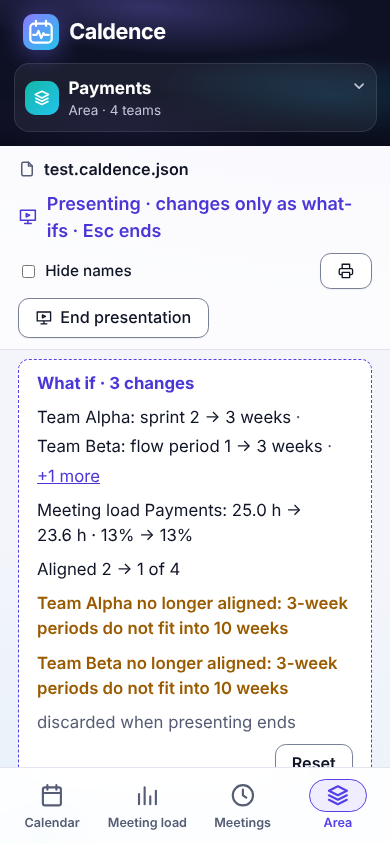 Caldence
Payments
Area · 4 teams
test.caldence.json
Presenting · changes only as what-
ifs · Esc ends
Hide names
End presentation
What if · 3 changes
Team Alpha: sprint 2 → 3 weeks ·
Team Beta: flow period 1 → 3 weeks ·
+1 more
Meeting load Payments: 25.0 h →
23.6 h · 13% → 13%
Aligned 2 → 1 of 4
Team Alpha no longer aligned: 3-week
periods do not fit into 10 weeks
Team Beta no longer aligned: 3-week
periods do not fit into 10 weeks
discarded when presenting ends
Reset
Calendar
Meeting load
Meetings
Area